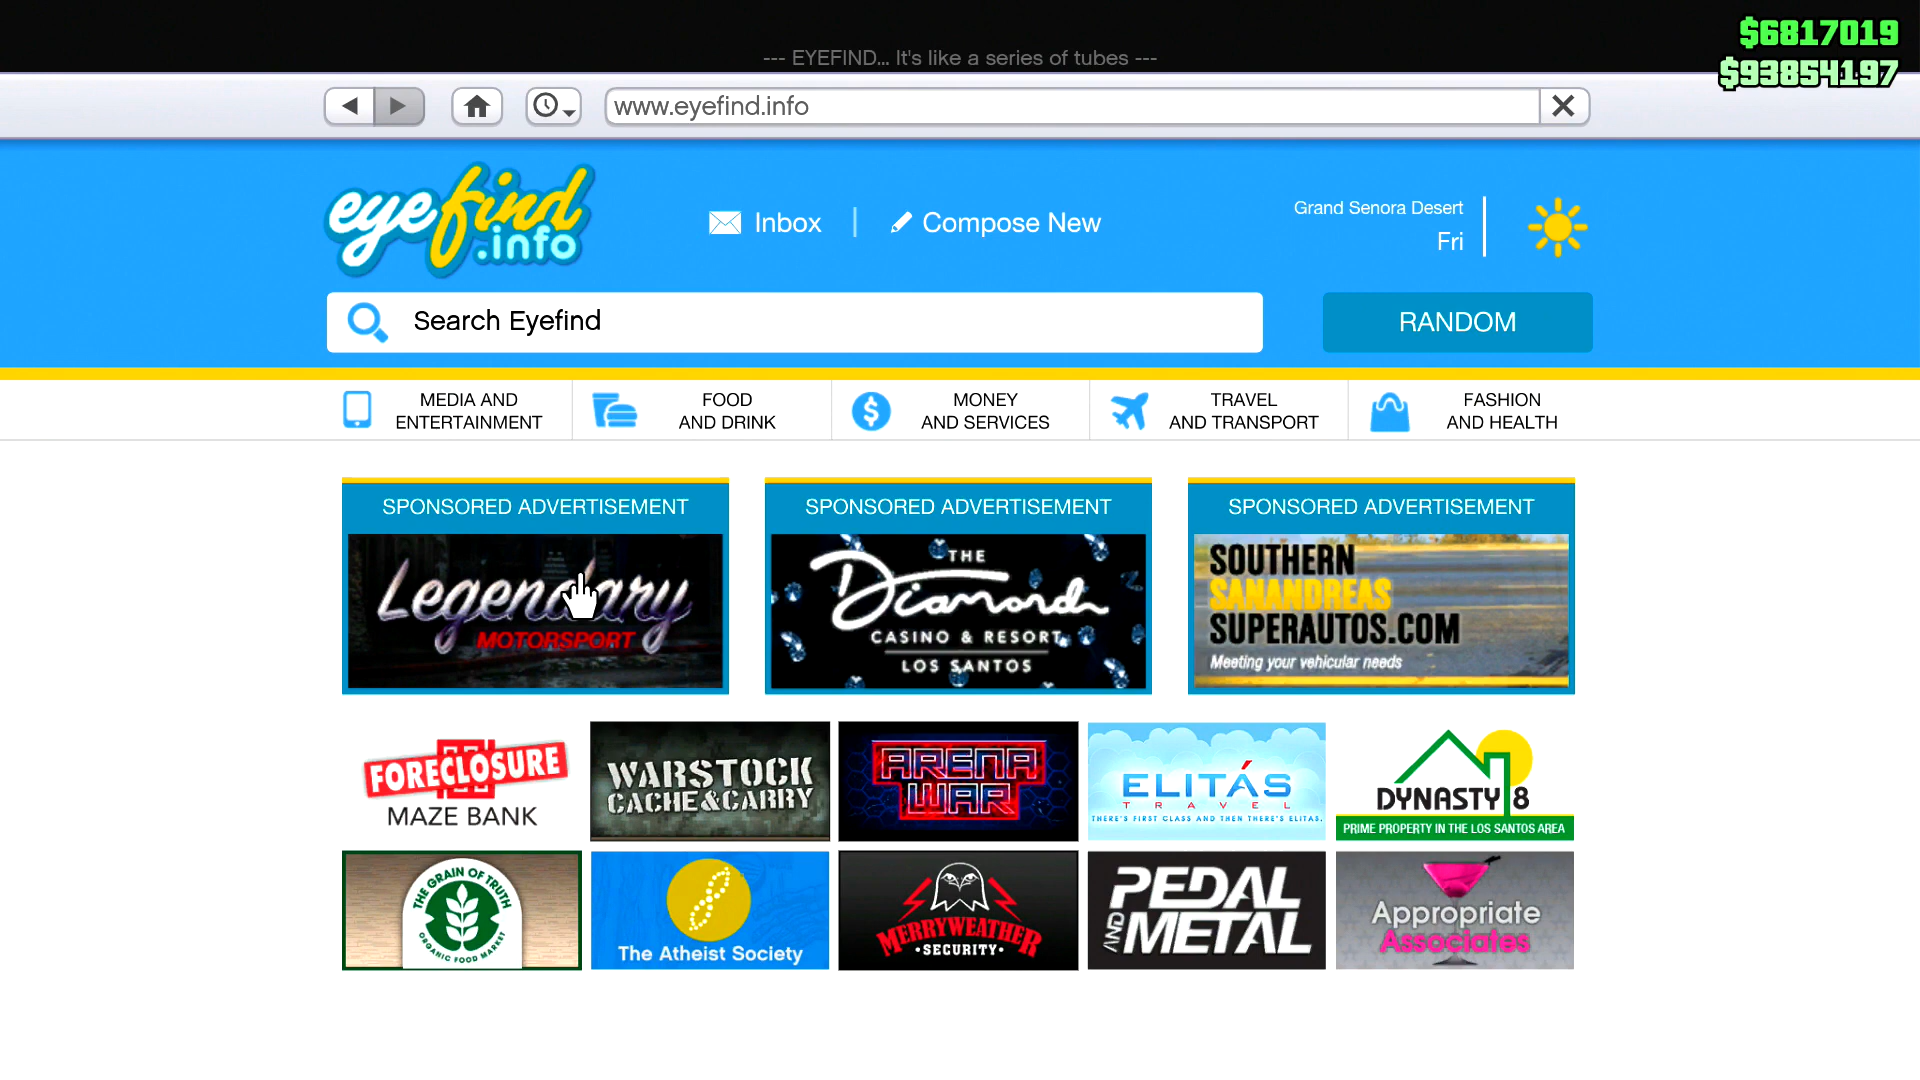 --- EYEFIND... It's like a series of tubes ---
$6817019
$93854197
www.eyefind.info
eyefind
.info
Inbox
Compose New
Grand Senora Desert
Fri
Search Eyefind
RANDOM
MEDIA AND
ENTERTAINMENT
FOOD
AND DRINK
MONEY
AND SERVICES
TRAVEL
AND TRANSPORT
FASHION
AND HEALTH
SPONSORED ADVERTISEMENT
SPONSORED ADVERTISEMENT
SPONSORED ADVERTISEMENT
Legendary
MOTORSPORT
THE
Diamond
CASINO & RESORT
LOS SANTOS
SOUTHERN
SANANDREAS
SUPERAUTOS.COM
Meeting your vehicular needs
FORECLOSURE
MAZE BANK
WARSTOCK
CACHE&CARRY
ARENA
WAR
ELITÁS
TRAVEL
THERE'S FIRST CLASS AND THEN THERE'S ELITAS.
DYNASTY 8
PRIME PROPERTY IN THE LOS SANTOS AREA
THE GRAIN OF TRUTH
ORGANIC FOOD MARKET
The Atheist Society
MERRYWEATHER
·SECURITY·
PEDAL
AND METAL
Appropriate
Associates